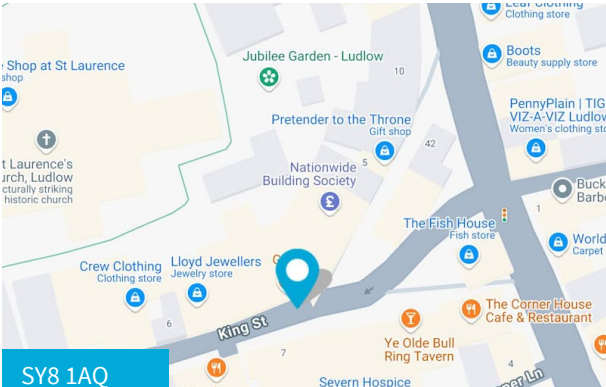 Leaf Clothing
Clothing store
Boots
Beauty supply store
Jubilee Garden - Ludlow
10
Shop at St Laurence
shop
PennyPlain | TIG
VIZ-A-VIZ Ludlow
Women's clothing sto
Pretender to the Throne
Gift shop
42
5
t Laurence's
urch, Ludlow
cturally striking
historic church
Nationwide
Building Society
£
Buck
Barb
1
The Fish House
Fish store
World
Carpet
Crew Clothing
Clothing store
Lloyd Jewellers
Jewelry store
G
The Corner House
Cafe & Restaurant
6
King St
Ye Olde Bull
Ring Tavern
7
4
Severn Hospice
SY8 1AQ